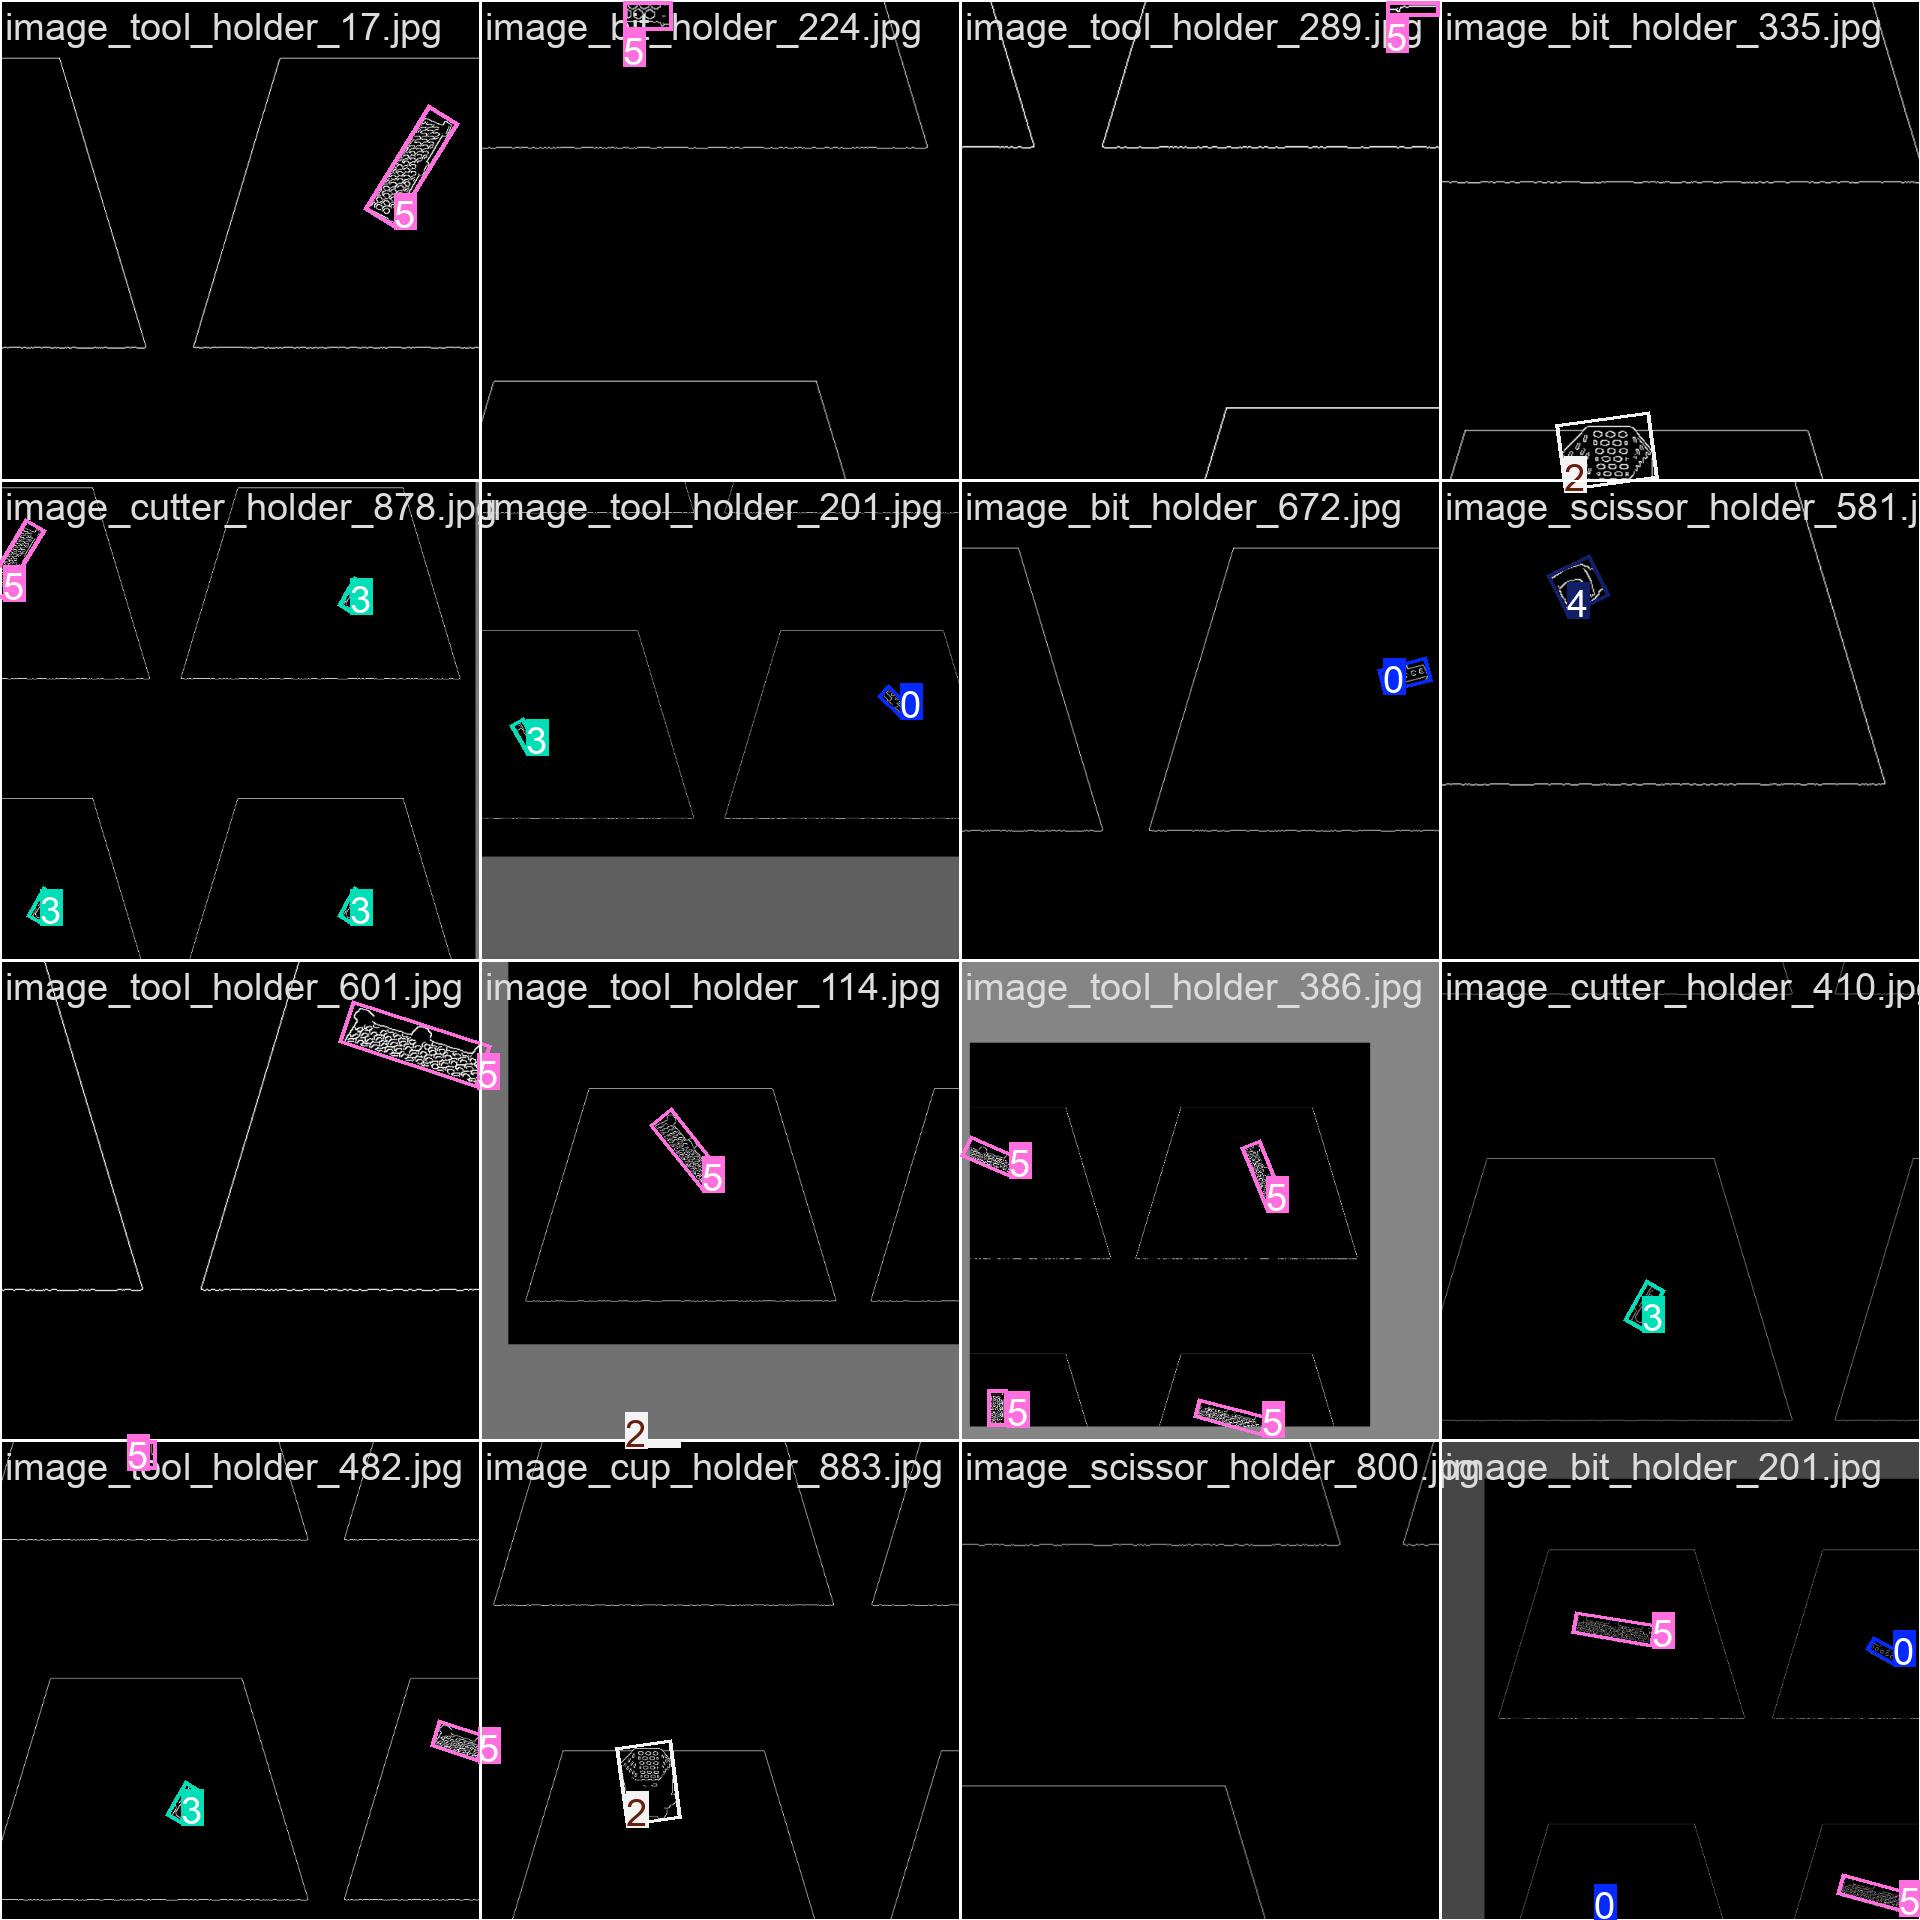 image_tool_holder_17.jpg
5
image_bit_holder_224.jpg
5
image_tool_holder_289.jpg
5
image_bit_holder_335.jpg
2
image_cutter_holder_878.jpg
5
3
3
3
image_tool_holder_201.jpg
3
0
image_bit_holder_672.jpg
0
image_scissor_holder_581.j
4
image_tool_holder_601.jpg
5
image_tool_holder_114.jpg
5
image_tool_holder_386.jpg
5
5
5
5
image_cutter_holder_410.jpg
3
image_tool_holder_482.jpg
5
5
3
image_cup_holder_883.jpg
2
2
image_scissor_holder_800.jpg
image_bit_holder_201.jpg
5
0
0
5